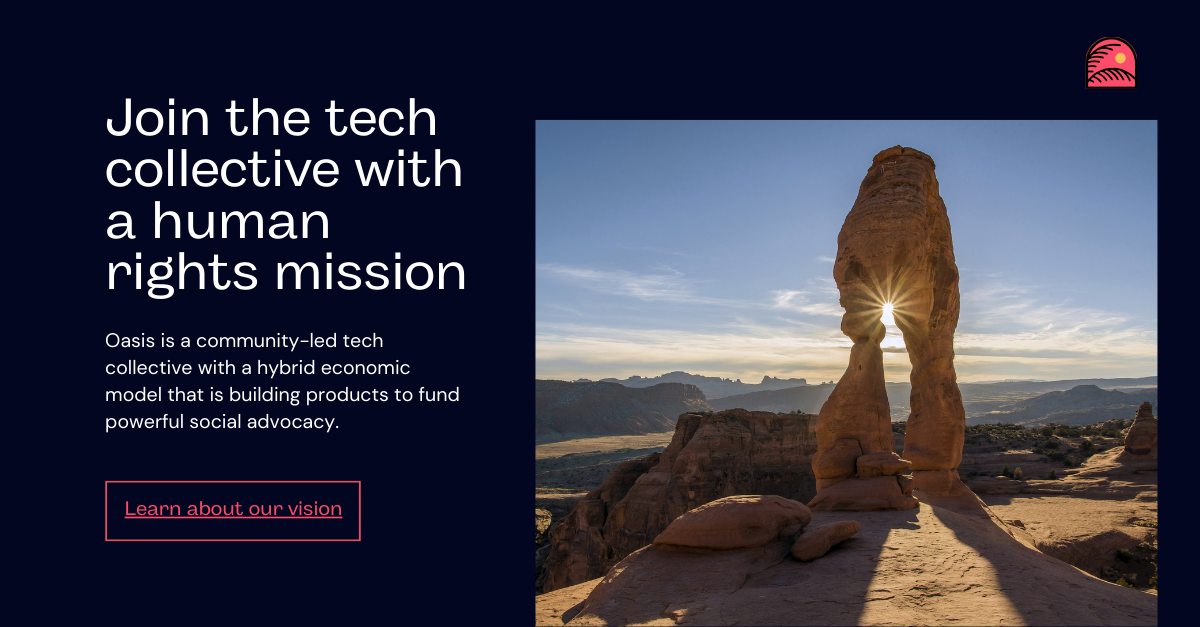 Join the tech
collective with
a human
rights mission
Oasis is a community-led tech
collective with a hybrid economic
model that is building products to fund
powerful social advocacy.
Learn about our vision